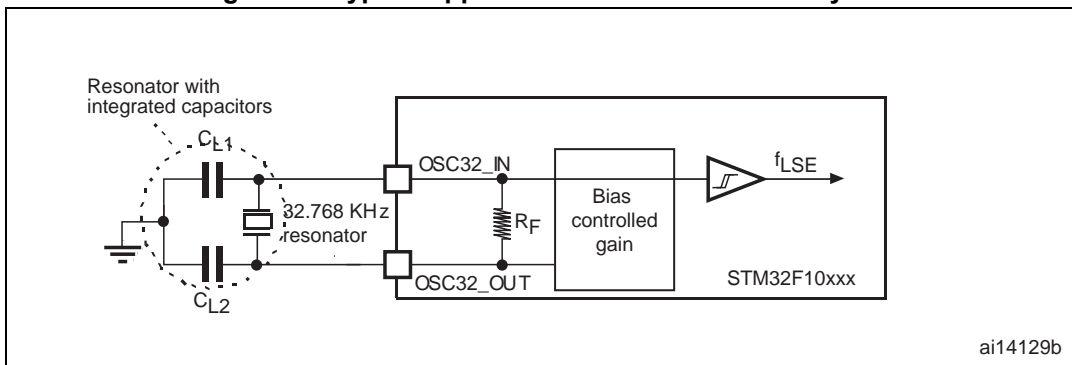 Resonator with
integrated capacitors
CL1
OSC32_IN
fLSE
32.768 KHz
resonator
RF
Bias
controlled
gain
OSC32_OUT
STM32F10xxx
CL2
ai14129b